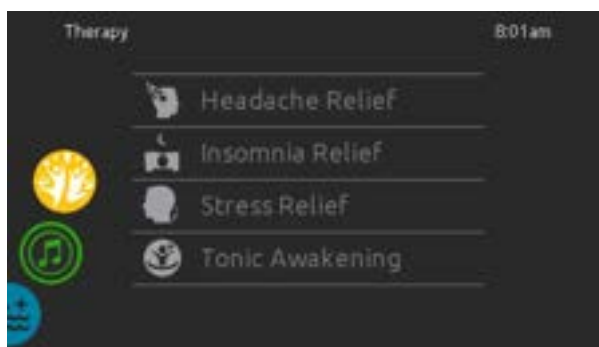 Therapy
8:01am
Headache Relief
Insomnia Relief
Stress Relief
Tonic Awakening